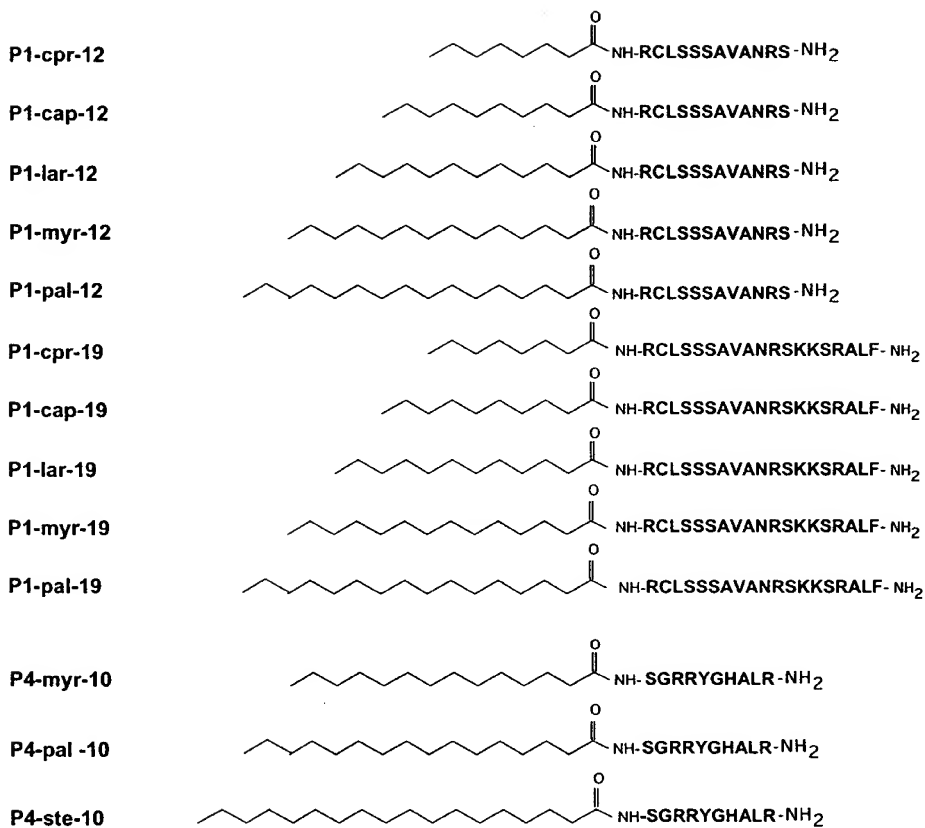 P1-cpr-12 O NH-RCLSSSAVANRS-NH2
P1-cap-12 O NH-RCLSSSAVANRS-NH2
P1-lar-12 O NH-RCLSSSAVANRS-NH2
P1-myr-12 O NH-RCLSSSAVANRS-NH2
P1-pal-12 O NH-RCLSSSAVANRS-NH2
P1-cpr-19 O NH-RCLSSSAVANRSKKSRALF-NH2
P1-cap-19 O NH-RCLSSSAVANRSKKSRALF-NH2
P1-lar-19 O NH-RCLSSSAVANRSKKSRALF-NH2
P1-myr-19 O NH-RCLSSSAVANRSKKSRALF-NH2
P1-pal-19 O NH-RCLSSSAVANRSKKSRALF-NH2
P4-myr-10 O NH-SGRRYGHALR-NH2
P4-pal -10 O NH-SGRRYGHALR-NH2
P4-ste-10 O NH-SGRRYGHALR-NH2